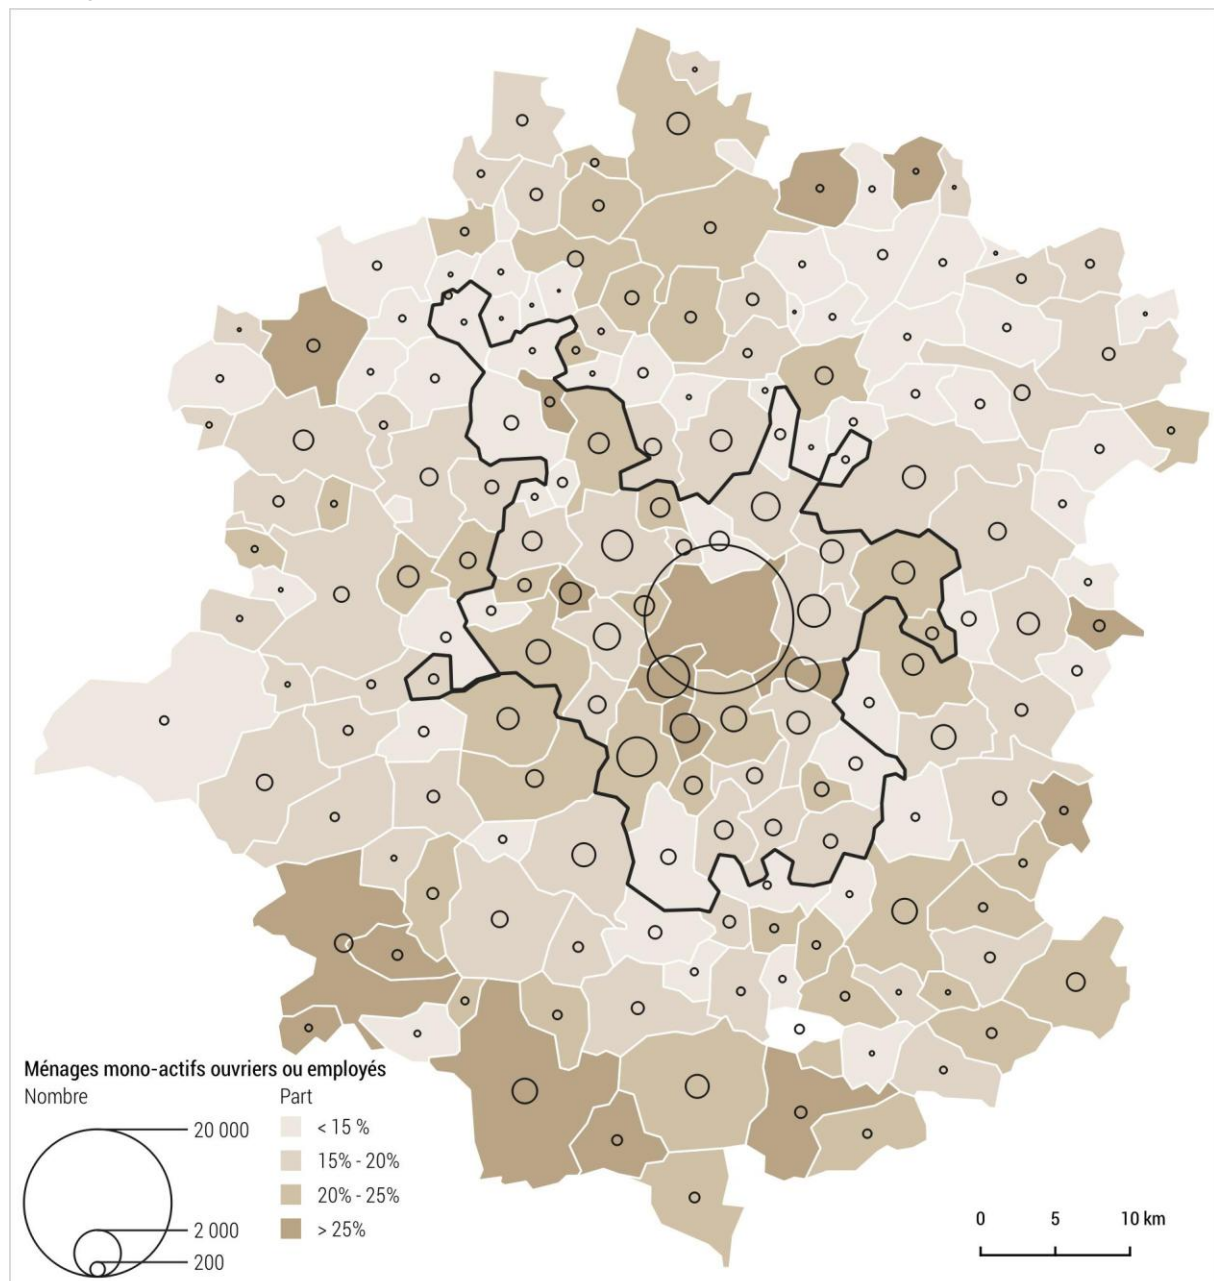 Ménages mono-actifs ouvriers ou employés
Nombre
Part
20 000
2 000
200
< 15 %
15% - 20%
20% - 25%
> 25%
0 5 10 km